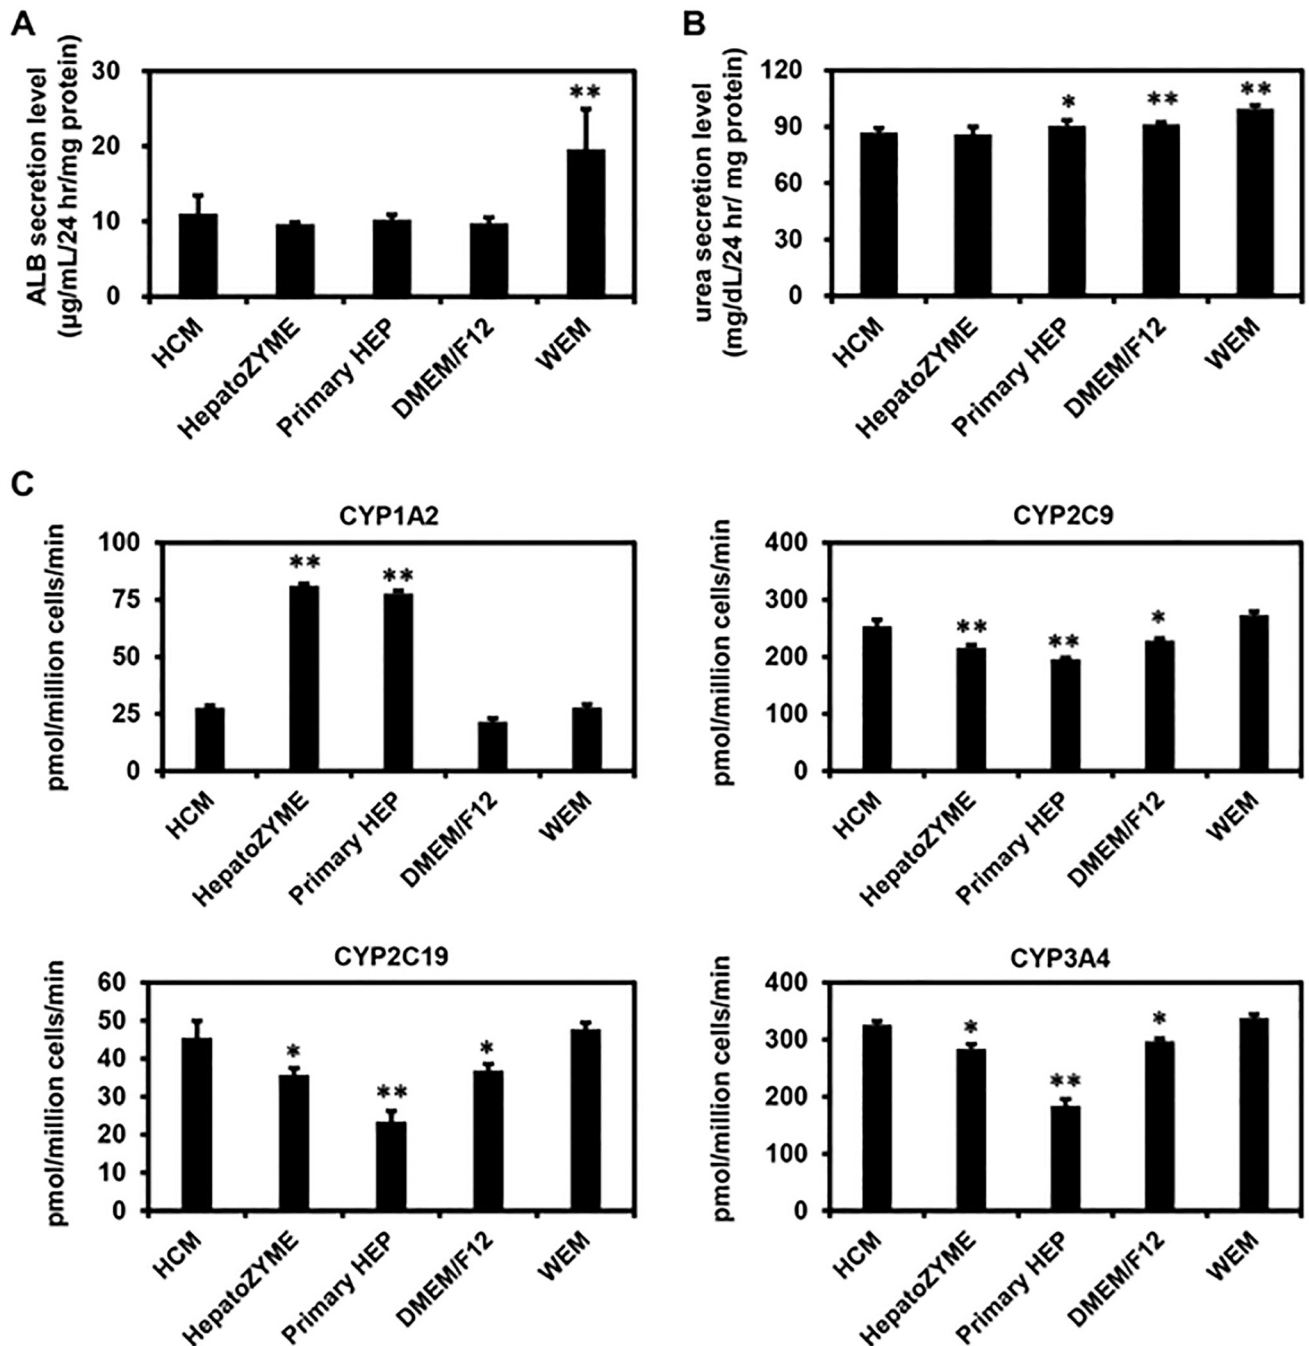 A
ALB secretion level
(µg/mL/24 hr/mg protein)
30
20
10
0
**
HCM
HepatoZYME
Primary HEP
DMEM/F12
WEM
B
urea secretion level
(mg/dL/24 hr/ mg protein)
120
90
60
30
0
*
**
**
HCM
HepatoZYME
Primary HEP
DMEM/F12
WEM
C
CYP1A2
pmol/million cells/min
100
75
50
25
0
**
**
HCM
HepatoZYME
Primary HEP
DMEM/F12
WEM
CYP2C9
pmol/million cells/min
400
300
200
100
0
**
**
*
HCM
HepatoZYME
Primary HEP
DMEM/F12
WEM
CYP2C19
pmol/million cells/min
60
50
40
30
20
10
0
*
**
*
HCM
HepatoZYME
Primary HEP
DMEM/F12
WEM
CYP3A4
pmol/million cells/min
400
300
200
100
0
*
**
*
HCM
HepatoZYME
Primary HEP
DMEM/F12
WEM